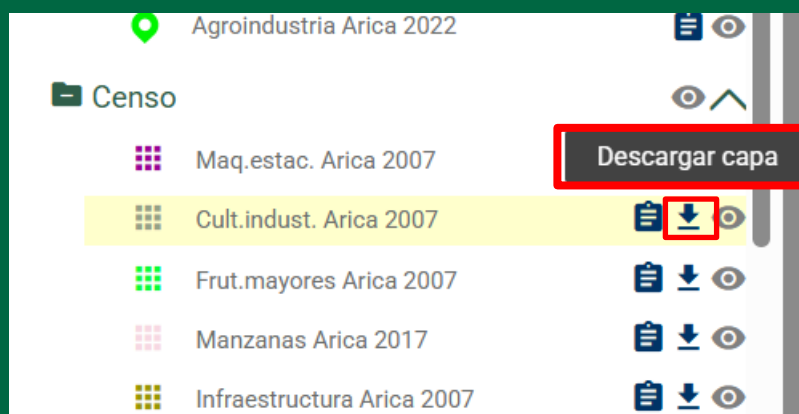 Agroindustria Arica 2022
Censo
Maq.estac. Arica 2007
Descargar capa
Cult.indust. Arica 2007
Frut.mayores Arica 2007
Manzanas Arica 2017
Infraestructura Arica 2007